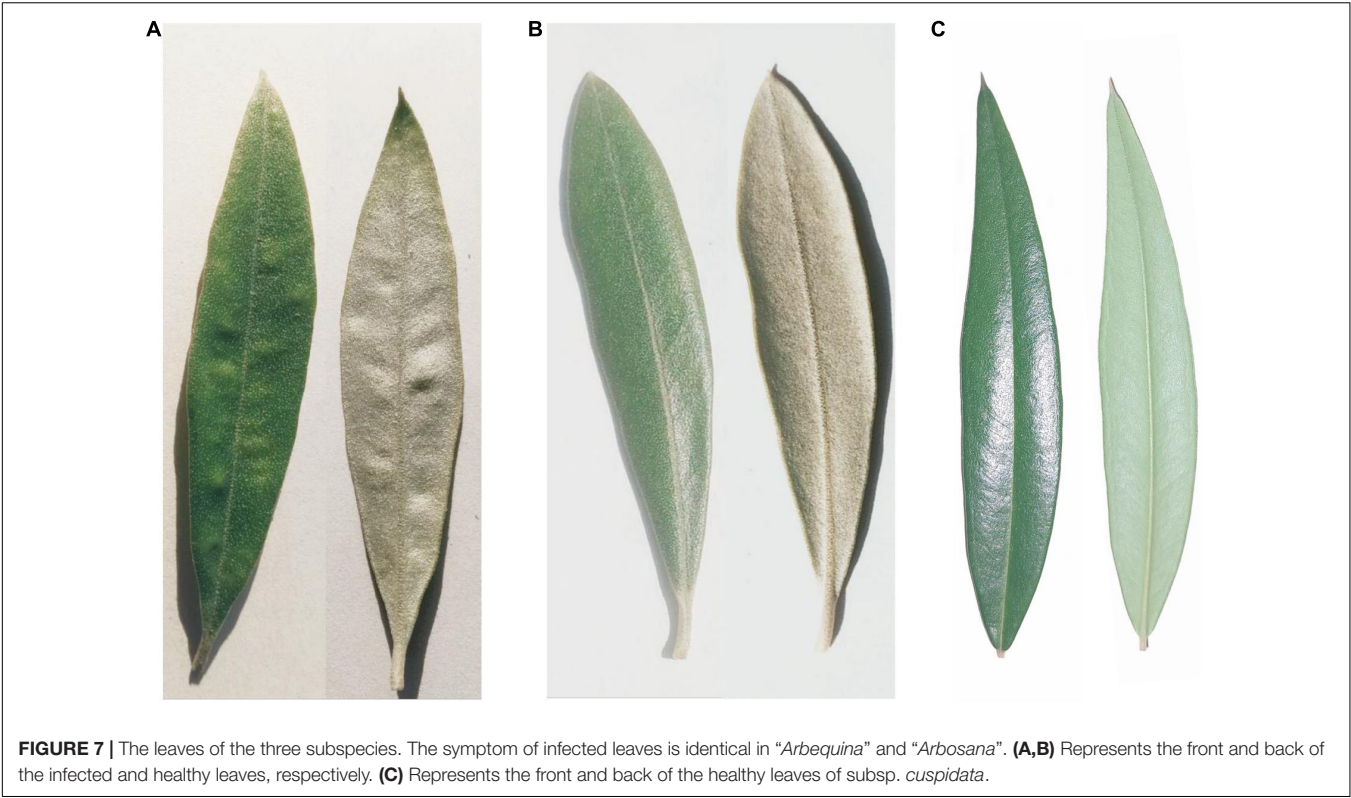 A
B
C
FIGURE 7 | The leaves of the three subspecies. The symptom of infected leaves is identical in “Arbequina” and “Arbosana”. (A,B) Represents the front and back of
the infected and healthy leaves, respectively. (C) Represents the front and back of the healthy leaves of subsp. cuspidata.